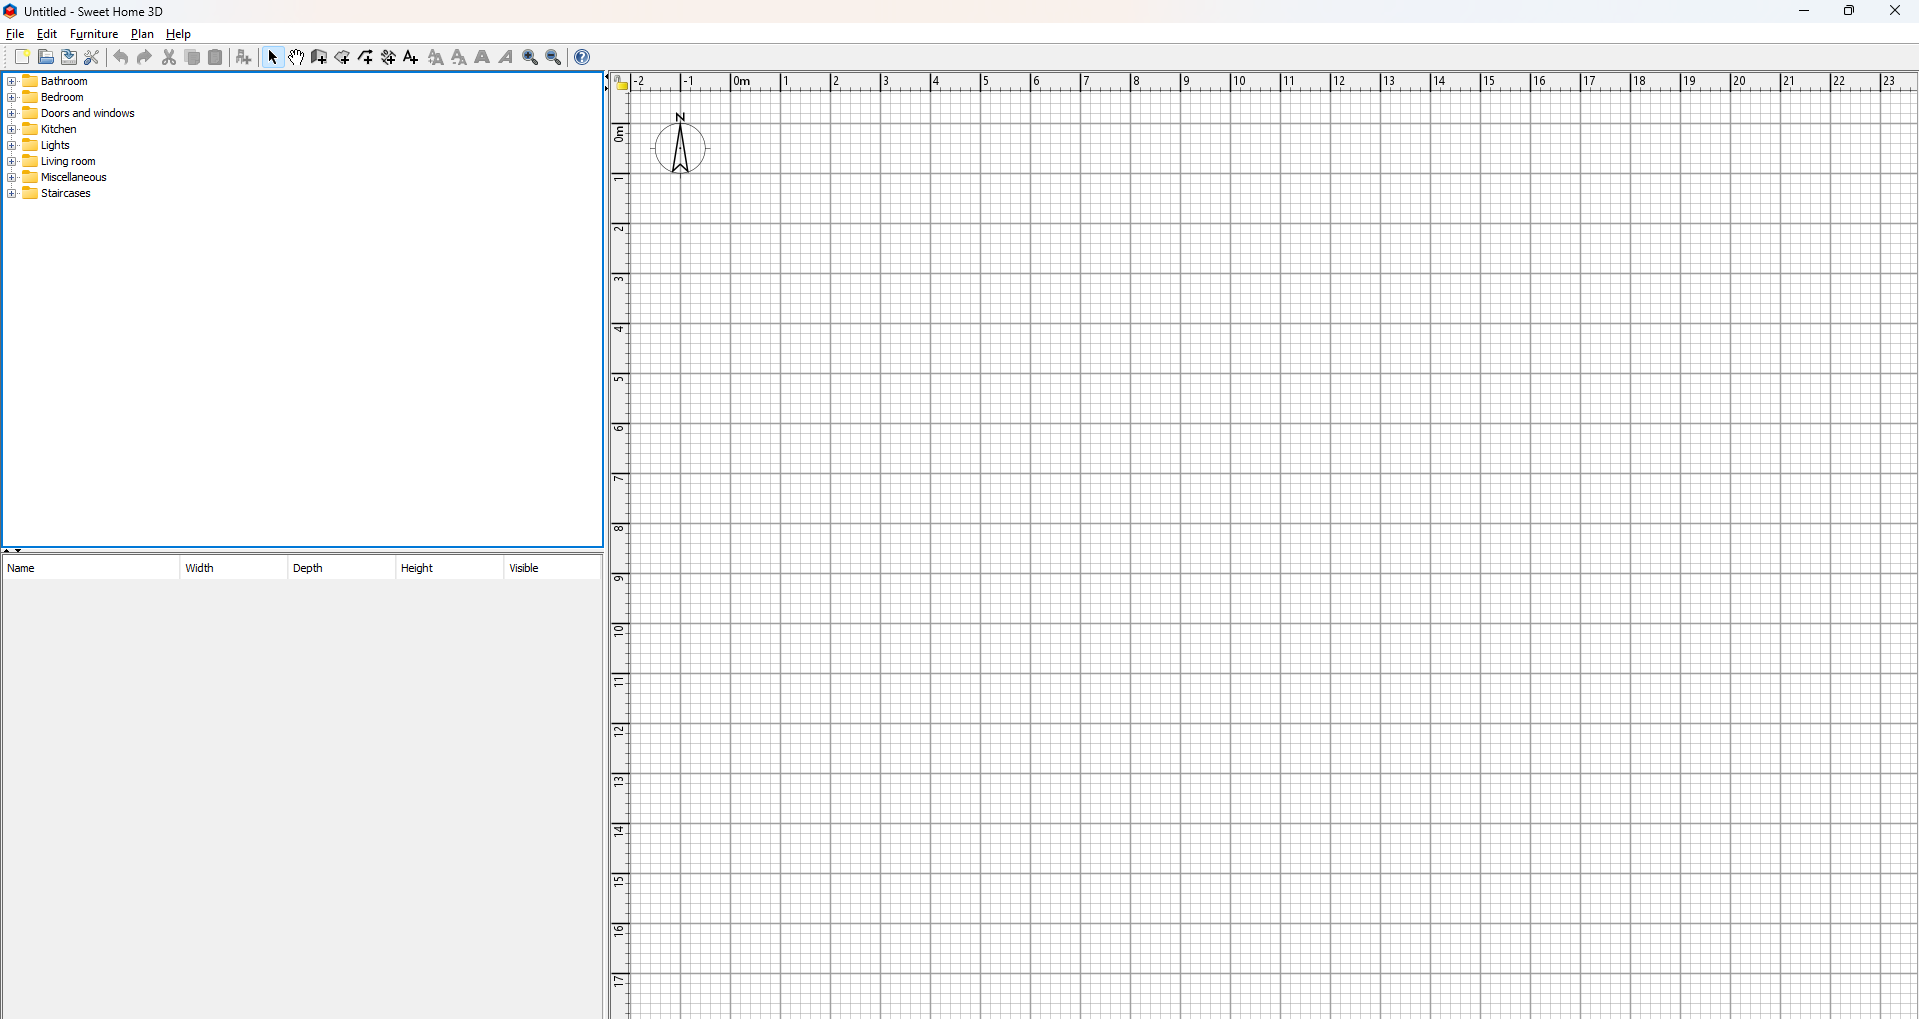 Untitled - Sweet Home 3D
File Edit Furniture Plan Help
Bathroom
Bedroom
Doors and windows
Kitchen
Lights
Living room
Miscellaneous
Staircases
Name Width Depth Height Visible
-2 -1 0m 1 2 3 4 5 6 7 8 9 10 11 12 13 14 15 16 17 18 19 20 21 22 23
N
0m
1
2
3
4
5
6
7
8
9
10
11
12
13
14
15
16
17